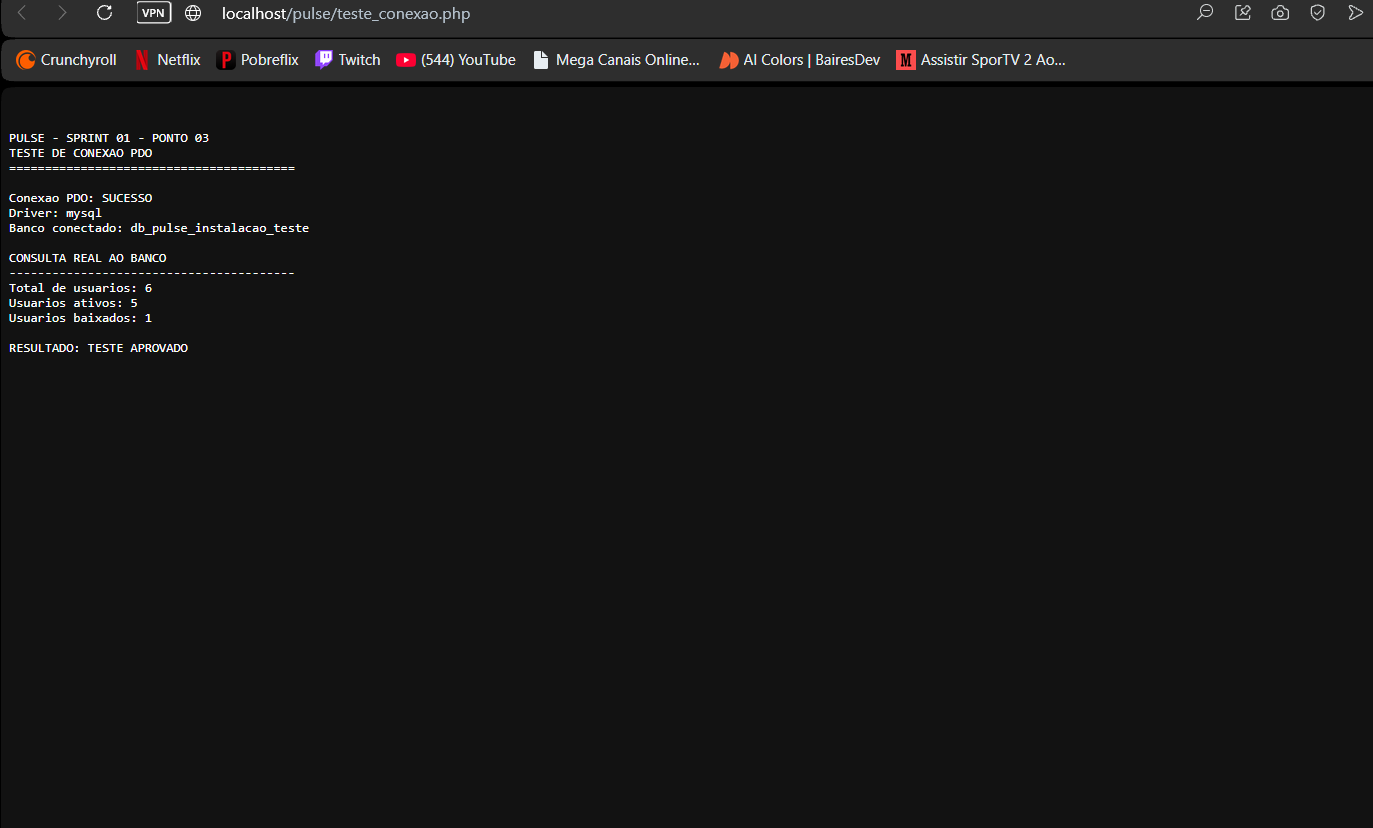 VPN
localhost/pulse/teste_conexao.php
Crunchyroll Netflix Pobreflix Twitch (544) YouTube Mega Canais Online... AI Colors | BairesDev Assistir SporTV 2 Ao...
PULSE - SPRINT 01 - PONTO 03
TESTE DE CONEXAO PDO
========================================
Conexao PDO: SUCESSO
Driver: mysql
Banco conectado: db_pulse_instalacao_teste
CONSULTA REAL AO BANCO
----------------------------------------
Total de usuarios: 6
Usuarios ativos: 5
Usuarios baixados: 1
RESULTADO: TESTE APROVADO